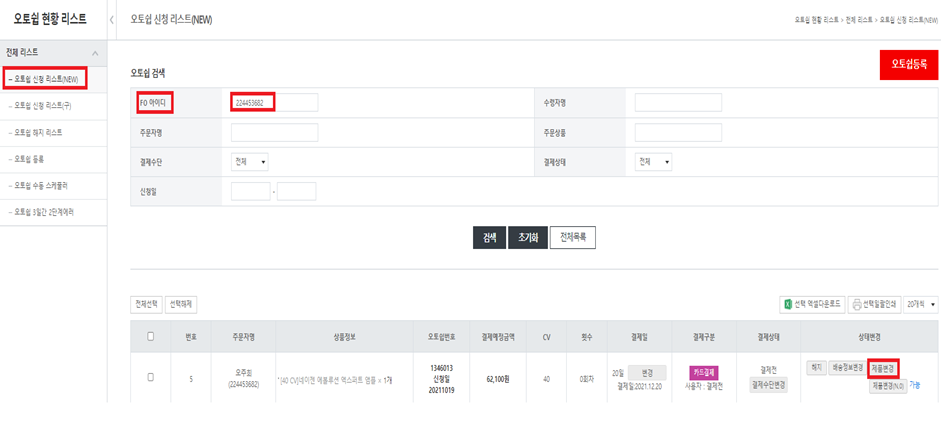 오토쉽 현황 리스트
오토쉽 신청 리스트(NEW)
오토쉽 현황 리스트 > 전체 리스트 > 오토쉽 신청 리스트(NEW)
전체 리스트
– 오토쉽 신청 리스트(NEW)
– 오토쉽 신청 리스트(구)
– 오토쉽 해지 리스트
– 오토쉽 등록
– 오토쉽 수동 스케줄러
– 오토쉽 3일간 2단계에러
오토쉽등록
오토쉽 검색
FO 아이디 224453682 수령자명
주문자명 주문상품
결제수단 전체 결제상태 전체
신청일 -
검색 초기화 전체목록
전체선택 선택해제 선택 엑셀다운로드 선택일괄인쇄 20개씩
번호 주문자명 상품정보 오토쉽번호 결제예정금액 CV 횟수 결제일 결제구분 결제상태 상태변경
5
오주희
(224453682)
*[40 CV]네이젠 에볼루션 엑스퍼트 앰플 × 1개
1346013
신청일
20211019
62,100원
40
0회차
20일 변경
결제일:2021.12.20
카드결제
사용자 : 결제전
결제전
결제수단변경
해지 배송정보변경 제품변경
제품변경(N,0) 가능